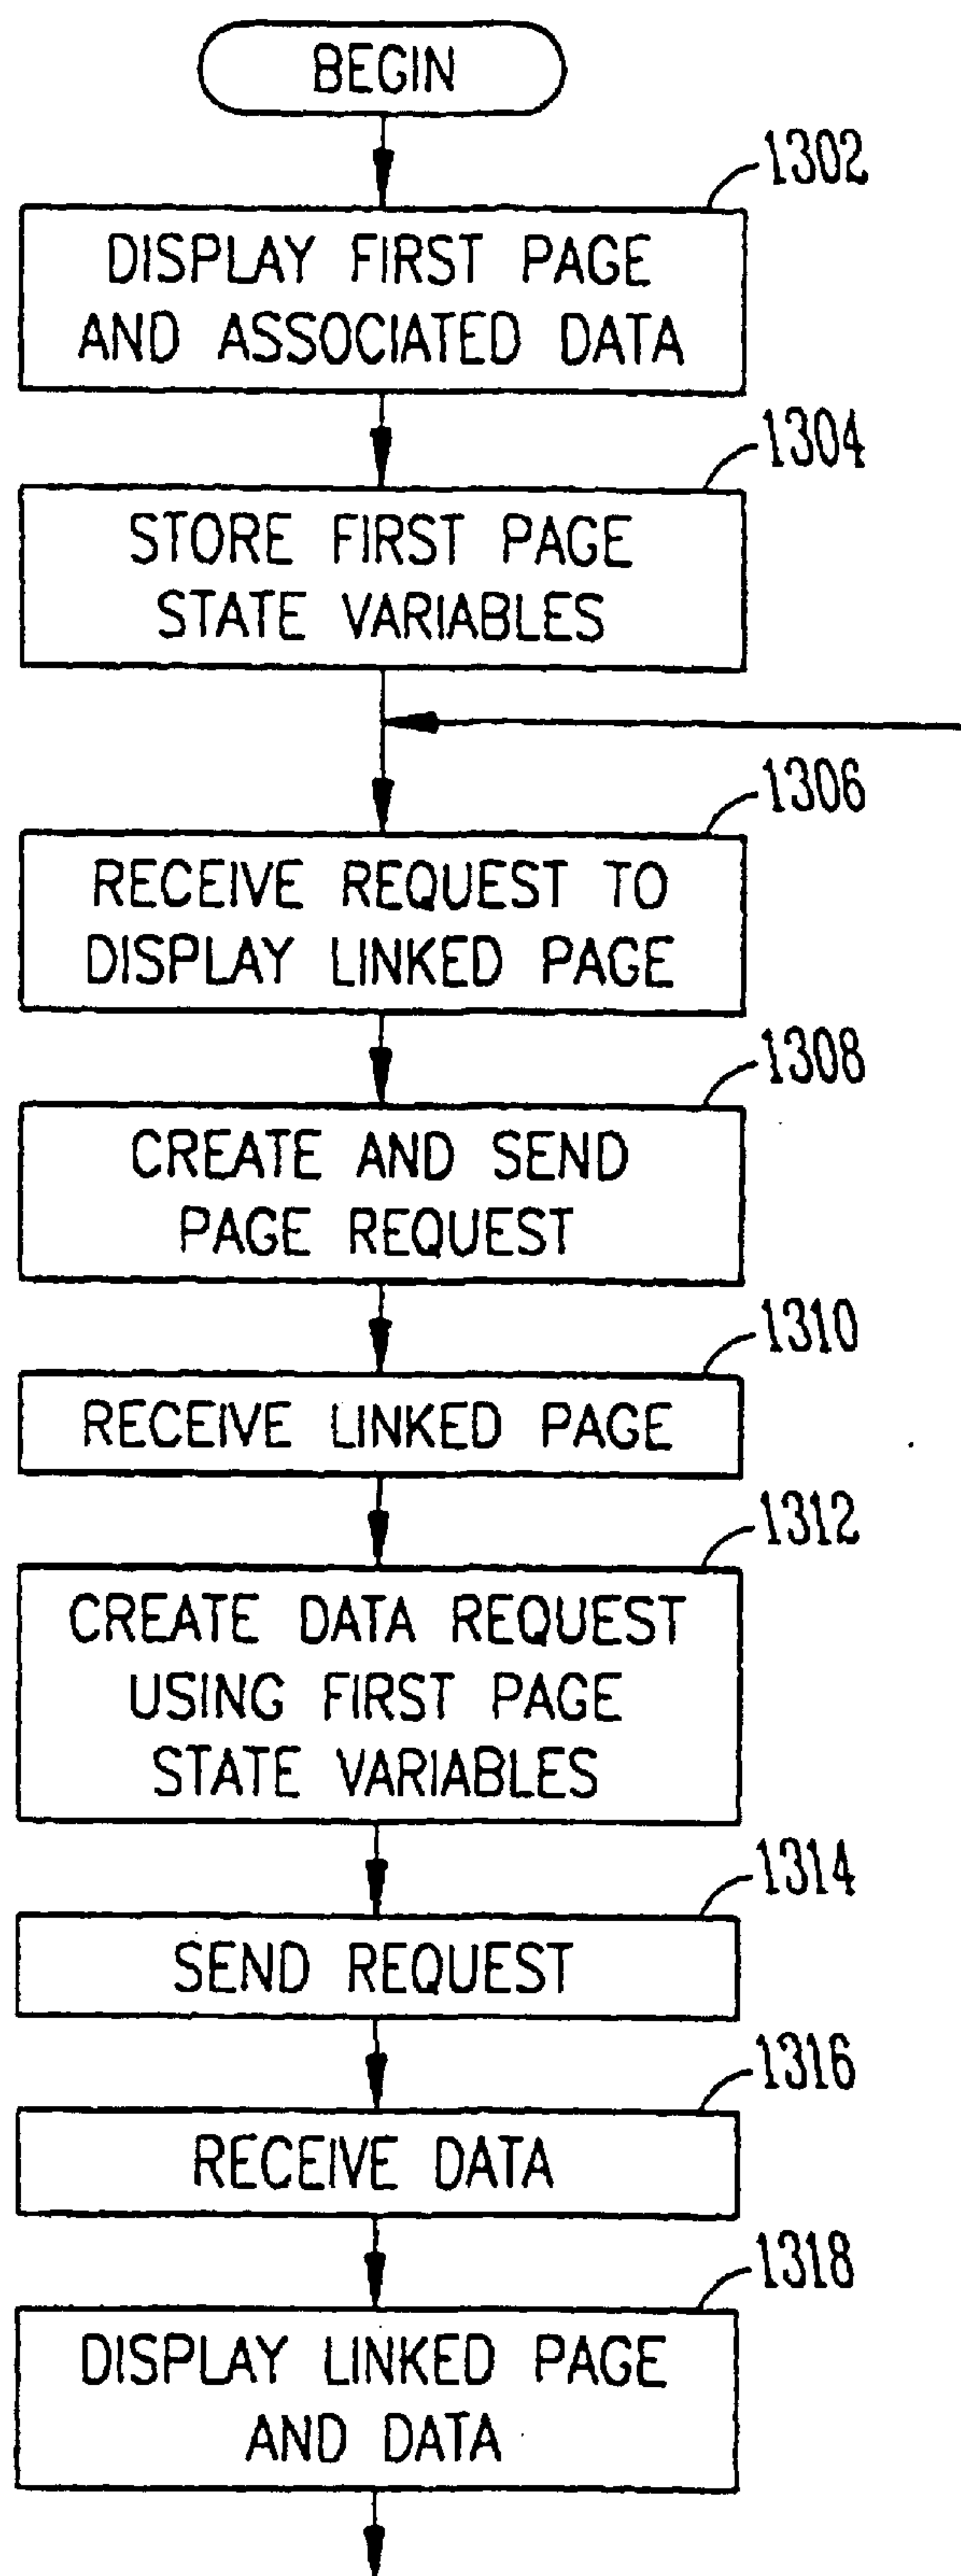 BEGIN
1302
DISPLAY FIRST PAGE
AND ASSOCIATED DATA
1304
STORE FIRST PAGE
STATE VARIABLES
1306
RECEIVE REQUEST TO
DISPLAY LINKED PAGE
1308
CREATE AND SEND
PAGE REQUEST
1310
RECEIVE LINKED PAGE
1312
CREATE DATA REQUEST
USING FIRST PAGE
STATE VARIABLES
1314
SEND REQUEST
1316
RECEIVE DATA
1318
DISPLAY LINKED PAGE
AND DATA